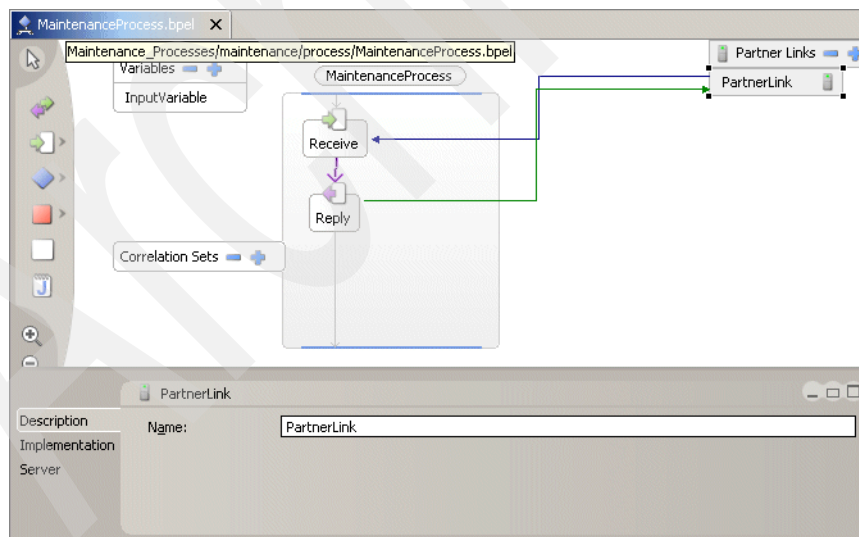 MaintenanceProcess.bpel
Maintenance_Processes/maintenance/process/MaintenanceProcess.bpel
Partner Links
Variables
MaintenanceProcess
PartnerLink
InputVariable
Receive
Reply
Correlation Sets
J
PartnerLink
Description
Name:
PartnerLink
Implementation
Server